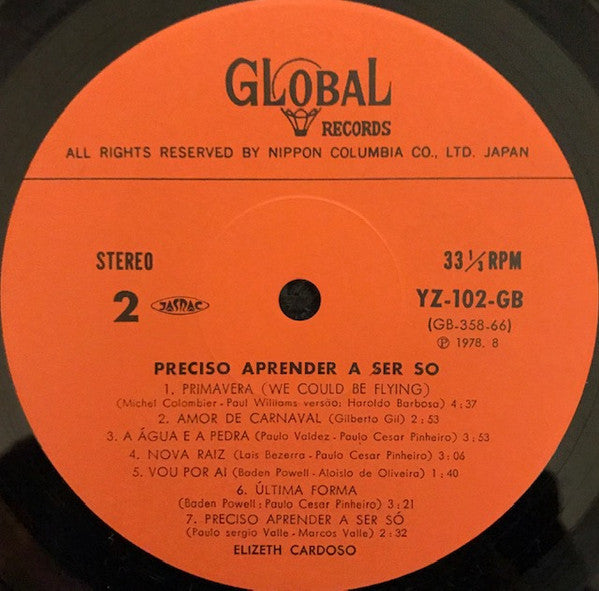 GLOBAL
RECORDS
ALL RIGHTS RESERVED BY NIPPON COLUMBIA CO., LTD. JAPAN
STEREO
33 1/3 RPM
2 JASRAC
YZ-102-GB
(GB-358-66)
Ⓟ 1978. 8
PRECISO APRENDER A SER SO
1. PRIMAVERA (WE COULD BE FLYING)
(Michel Colombier - Paul Williams versão: Haroldo Barbosa) 4:37
2. AMOR DE CARNAVAL (Gilberto Gil) 2:53
3. A ÁGUA E A PEDRA (Paulo Valdez - Paulo Cesar Pinheiro) 3:53
4. NOVA RAIZ (Lais Bezerra - Paulo Cesar Pinheiro) 3:06
5. VOU POR AI (Baden Powell - Aloisio de Oliveira) 1:40
6. ÚLTIMA FORMA
(Baden Powell: Paulo Cesar Pinheiro) 3:21
7. PRECISO APRENDER A SER SÓ
(Paulo sergio Valle - Marcos Valle) 2:32
ELIZETH CARDOSO